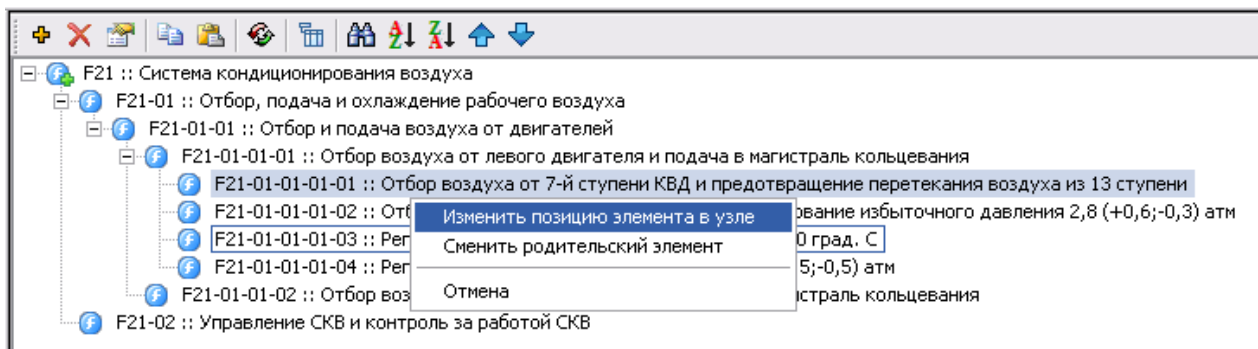 F21 :: Система кондиционирования воздуха
F21-01 :: Отбор, подача и охлаждение рабочего воздуха
F21-01-01 :: Отбор и подача воздуха от двигателей
F21-01-01-01 :: Отбор воздуха от левого двигателя и подача в магистраль кольцевания
F21-01-01-01-01 :: Отбор воздуха от 7-й ступени КВД и предотвращение перетекания воздуха из 13 ступени
F21-01-01-01-02 :: Отб
Изменить позицию элемента в узле
ование избыточного давления 2,8 (+0,6;-0,3) атм
F21-01-01-01-03 :: Рег
Сменить родительский элемент
0 град. С
F21-01-01-01-04 :: Рег
5;-0,5) атм
F21-01-01-02 :: Отбор воз
Отмена
истраль кольцевания
F21-02 :: Управление СКВ и контроль за работой СКВ